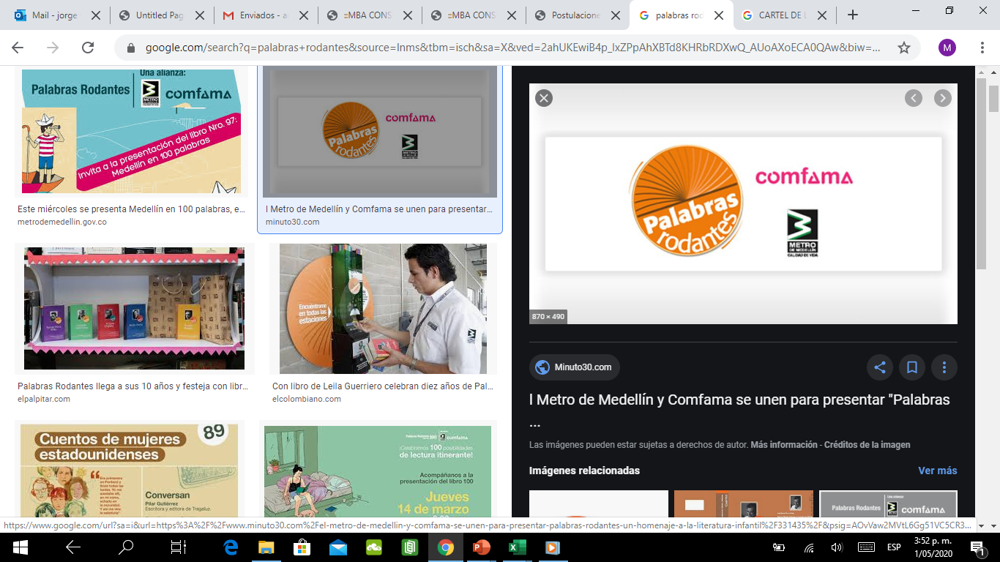 Mail - jorge
Untitled Pag
Enviados - a
::MBA CONS
::MBA CONS
Postulacione
palabras rod
CARTEL DE L
google.com/search?q=palabras+rodantes&source=lnms&tbm=isch&sa=X&ved=2ahUKEwiB4p_lxZPpAhXBTd8KHRbRDXwQ_AUoAXoECA0QAw&biw=...
M
Una alianza:
Palabras Rodantes
METRO
comfama
Invita a la presentación del libro Nro. 97:
Medellín en 100 palabras
Este miércoles se presenta Medellín en 100 palabras, e...
metrodemedellin.gov.co
Palabras
rodantes
comfama
METRO
l Metro de Medellín y Comfama se unen para presentar...
minuto30.com
Palabras Rodantes llega a sus 10 años y festeja con libr...
elpalpitar.com
Encuéntrame
en todas las
estaciones
Con libro de Leila Guerriero celebran diez años de Pal...
elcolombiano.com
89
Cuentos de mujeres
estadounidenses
Conversan
Pilar Gutiérrez
Escritora y editora de Tragaluz.
comfama
¡Celebramos 100 posibilidades
de lectura itinerante!
Acompáñanos a la
presentación del libro 100
Jueves
14 de marzo
Palabras
rodantes
comfama
METRO
DE MEDELLÍN
CALIDAD DE VIDA
870 × 490
Minuto30.com
l Metro de Medellín y Comfama se unen para presentar "Palabras
...
Las imágenes pueden estar sujetas a derechos de autor. Más información - Créditos de la imagen
Imágenes relacionadas
Ver más
Una alianza:
Palabras Rodantes
METRO
comfama
https://www.google.com/url?sa=i&url=https%3A%2F%2Fwww.minuto30.com%2Fel-metro-de-medellin-y-comfama-se-unen-para-presentar-palabras-rodantes-un-homenaje-a-la-literatura-infantil%2F331435%2F&psig=AOvVaw2MVtL6Gg51VC5CR3...
ESP
3:52 p. m.
1/05/2020
1